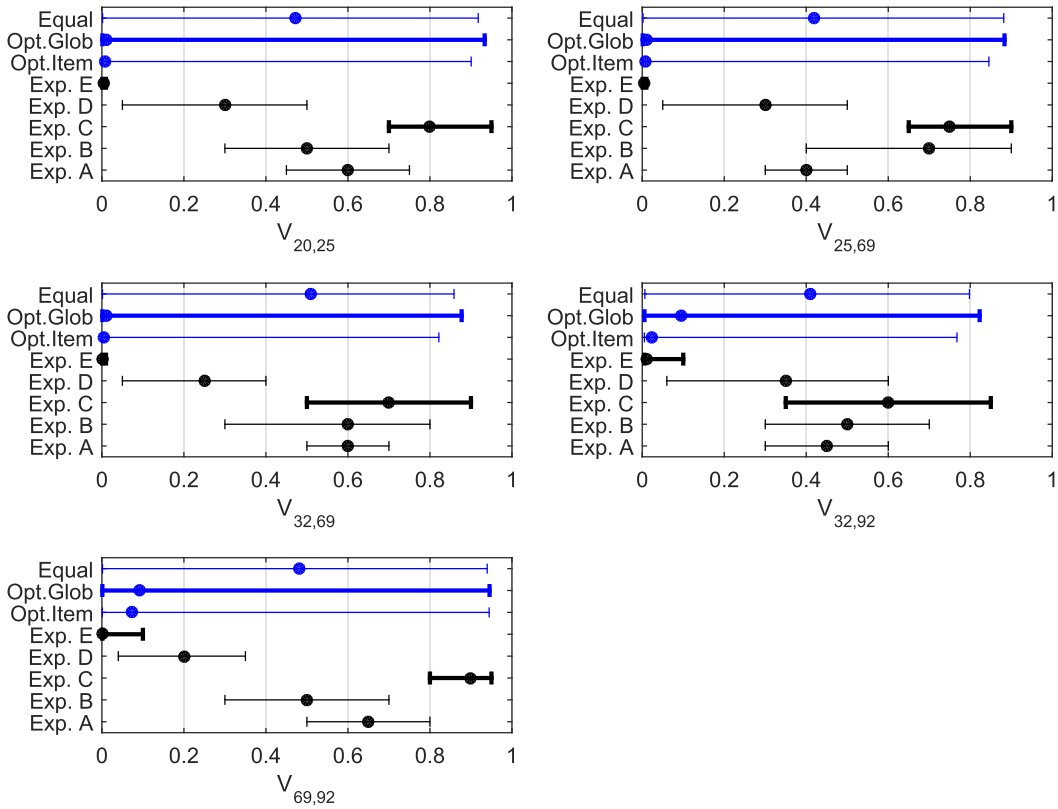 Equal
Opt.Glob
Opt.Item
Exp. E
Exp. D
Exp. C
Exp. B
Exp. A
0 0.2 0.4 0.6 0.8 1
V20,25
Equal
Opt.Glob
Opt.Item
Exp. E
Exp. D
Exp. C
Exp. B
Exp. A
0 0.2 0.4 0.6 0.8 1
V25,69
Equal
Opt.Glob
Opt.Item
Exp. E
Exp. D
Exp. C
Exp. B
Exp. A
0 0.2 0.4 0.6 0.8 1
V32,69
Equal
Opt.Glob
Opt.Item
Exp. E
Exp. D
Exp. C
Exp. B
Exp. A
0 0.2 0.4 0.6 0.8 1
V32,92
Equal
Opt.Glob
Opt.Item
Exp. E
Exp. D
Exp. C
Exp. B
Exp. A
0 0.2 0.4 0.6 0.8 1
V69,92